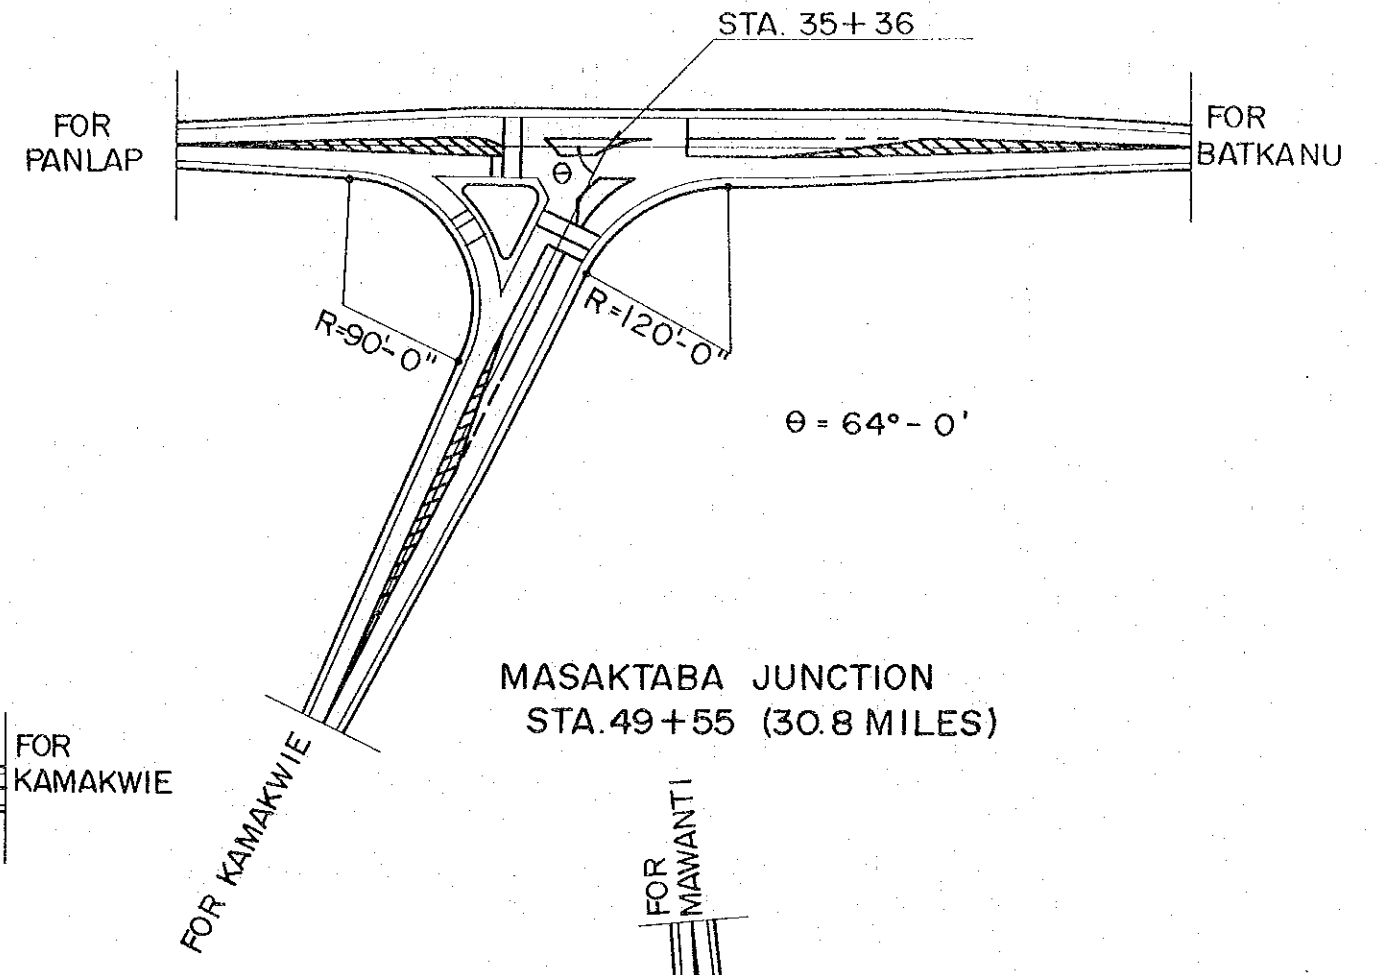 STA. 35+36
FOR
PANLAP
FOR
BATKANU
θ
R=90'-0"
R=120'-0"
θ = 64°-0'
MASAKTABA JUNCTION
STA.49+55 (30.8 MILES)
FOR
KAMAKWIE
FOR KAMAKWIE
FOR
MAWANTI